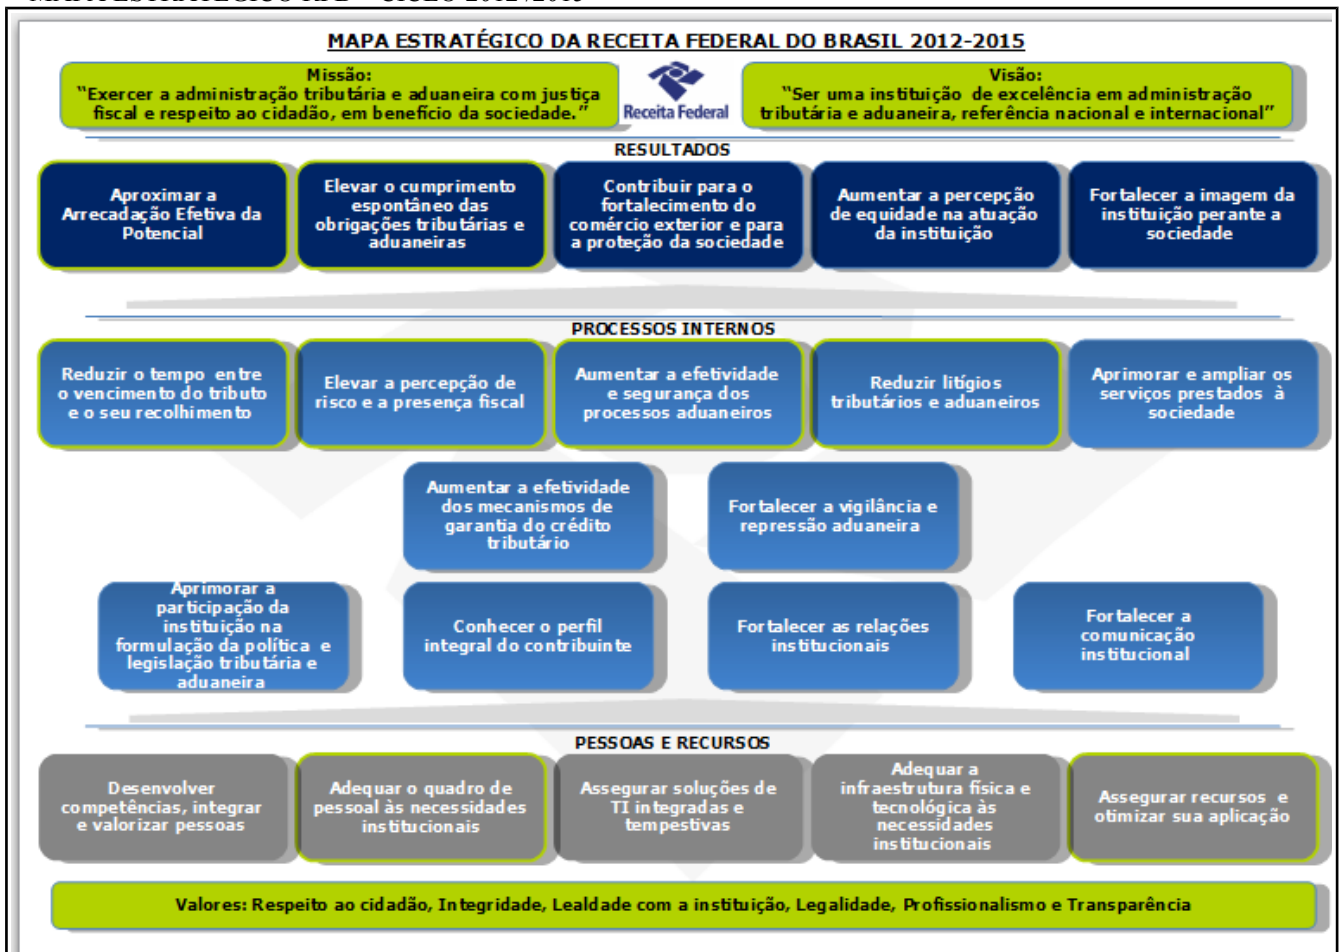 MAPA ESTRATÉGICO DA RECEITA FEDERAL DO BRASIL 2012-2015
Missão:
“Exercer a administração tributária e aduaneira com justiça
fiscal e respeito ao cidadão, em benefício da sociedade.”
Receita Federal
Visão:
“Ser uma instituição de excelência em administração
tributária e aduaneira, referência nacional e internacional”
RESULTADOS
Aproximar a
Arrecadação Efetiva da
Potencial
Elevar o cumprimento
espontâneo das
obrigações tributárias e
aduaneiras
Contribuir para o
fortalecimento do
comércio exterior e para
a proteção da sociedade
Aumentar a percepção
de equidade na atuação
da instituição
Fortalecer a imagem da
instituição perante a
sociedade
PROCESSOS INTERNOS
Reduzir o tempo entre
o vencimento do tributo
e o seu recolhimento
Elevar a percepção de
risco e a presença fiscal
Aumentar a efetividade
e segurança dos
processos aduaneiros
Reduzir litígios
tributários e aduaneiros
Aprimorar e ampliar os
serviços prestados à
sociedade
Aumentar a efetividade
dos mecanismos de
garantia do crédito
tributário
Fortalecer a vigilância e
repressão aduaneira
Aprimorar a
participação da
instituição na
formulação da política e
legislação tributária e
aduaneira
Conhecer o perfil
integral do contribuinte
Fortalecer as relações
institucionais
Fortalecer a
comunicação
institucional
PESSOAS E RECURSOS
Desenvolver
competências, integrar
e valorizar pessoas
Adequar o quadro de
pessoal às necessidades
institucionais
Assegurar soluções de
TI integradas e
tempestivas
Adequar a
infraestrutura física e
tecnológica às
necessidades
institucionais
Assegurar recursos e
otimizar sua aplicação
Valores: Respeito ao cidadão, Integridade, Lealdade com a instituição, Legalidade, Profissionalismo e Transparência